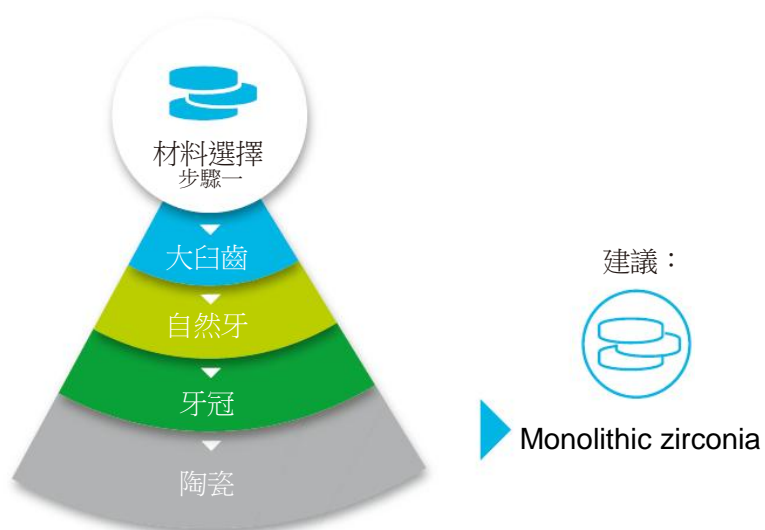 材料選擇
步驟一
大臼齒
自然牙
牙冠
陶瓷
建議：
Monolithic zirconia